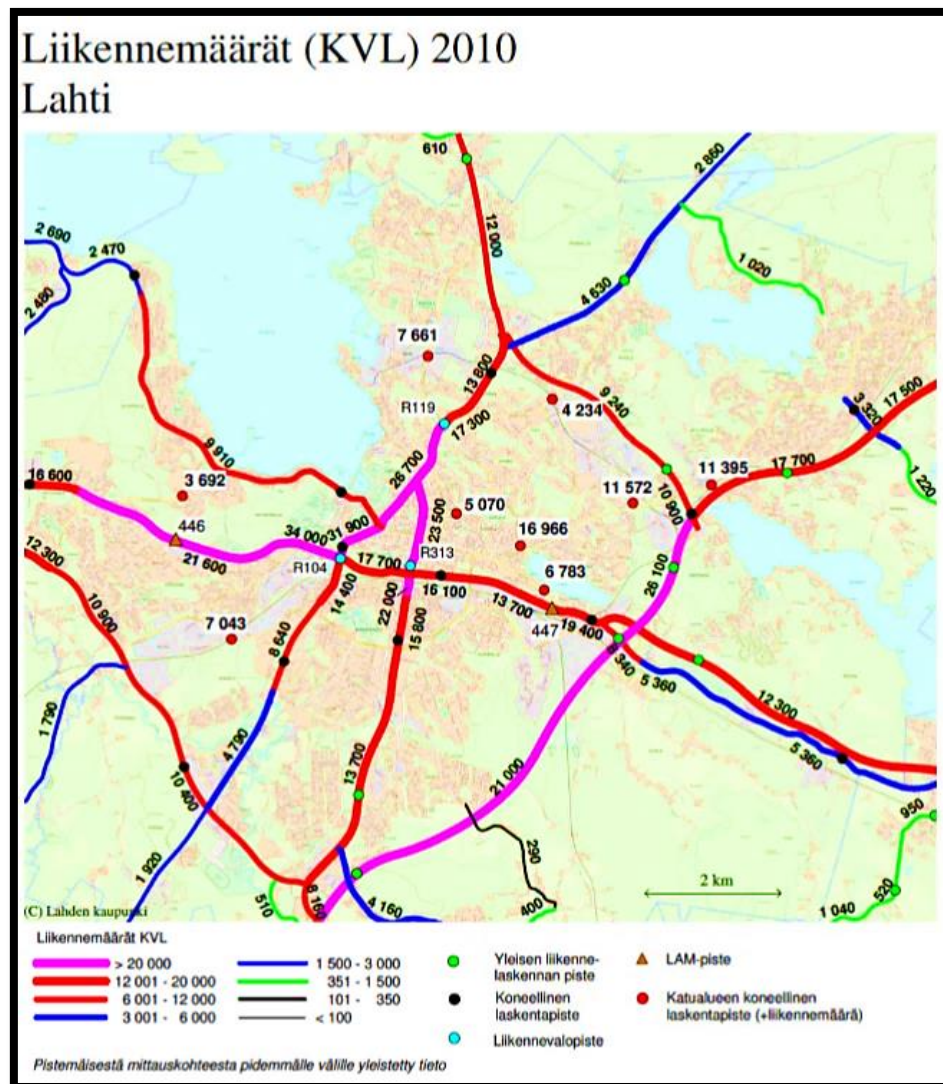 Liikennemäärät (KVL) 2010
Lahti
610
2 860
12 000
2 690
2 470
2 480
4 630
1 020
7 661
13 600
R119
17 300
4 234
9 240
3 320
17 500
9 910
26 700
16 600
3 692
11 395
17 700
1 220
11 572
10 900
446
34 000
31 900
23 500
5 070
16 966
21 600
R104
17 700
R313
16 100
6 783
26 100
12 300
14 400
22 000
15 800
13 700
447
19 400
10 900
7 043
8 640
340
5 360
12 300
1 790
4 790
13 700
21 000
5 360
10 400
290
950
1 920
2 km
520
(C) Lahden kaupunki
510
8 160
4 160
400
1 040
Liikennemäärät KVL
> 20 000
12 001 - 20 000
6 001 - 12 000
3 001 - 6 000
1 500 - 3 000
351 - 1 500
101 - 350
< 100
Yleisen liikenne-
laskennan piste
Koneellinen
laskentapiste
Liikennevalopiste
LAM-piste
Katualueen koneellinen
laskentapiste (+liikennemäärä)
Pistemäisestä mittauskohteesta pidemmälle välille yleistetty tieto